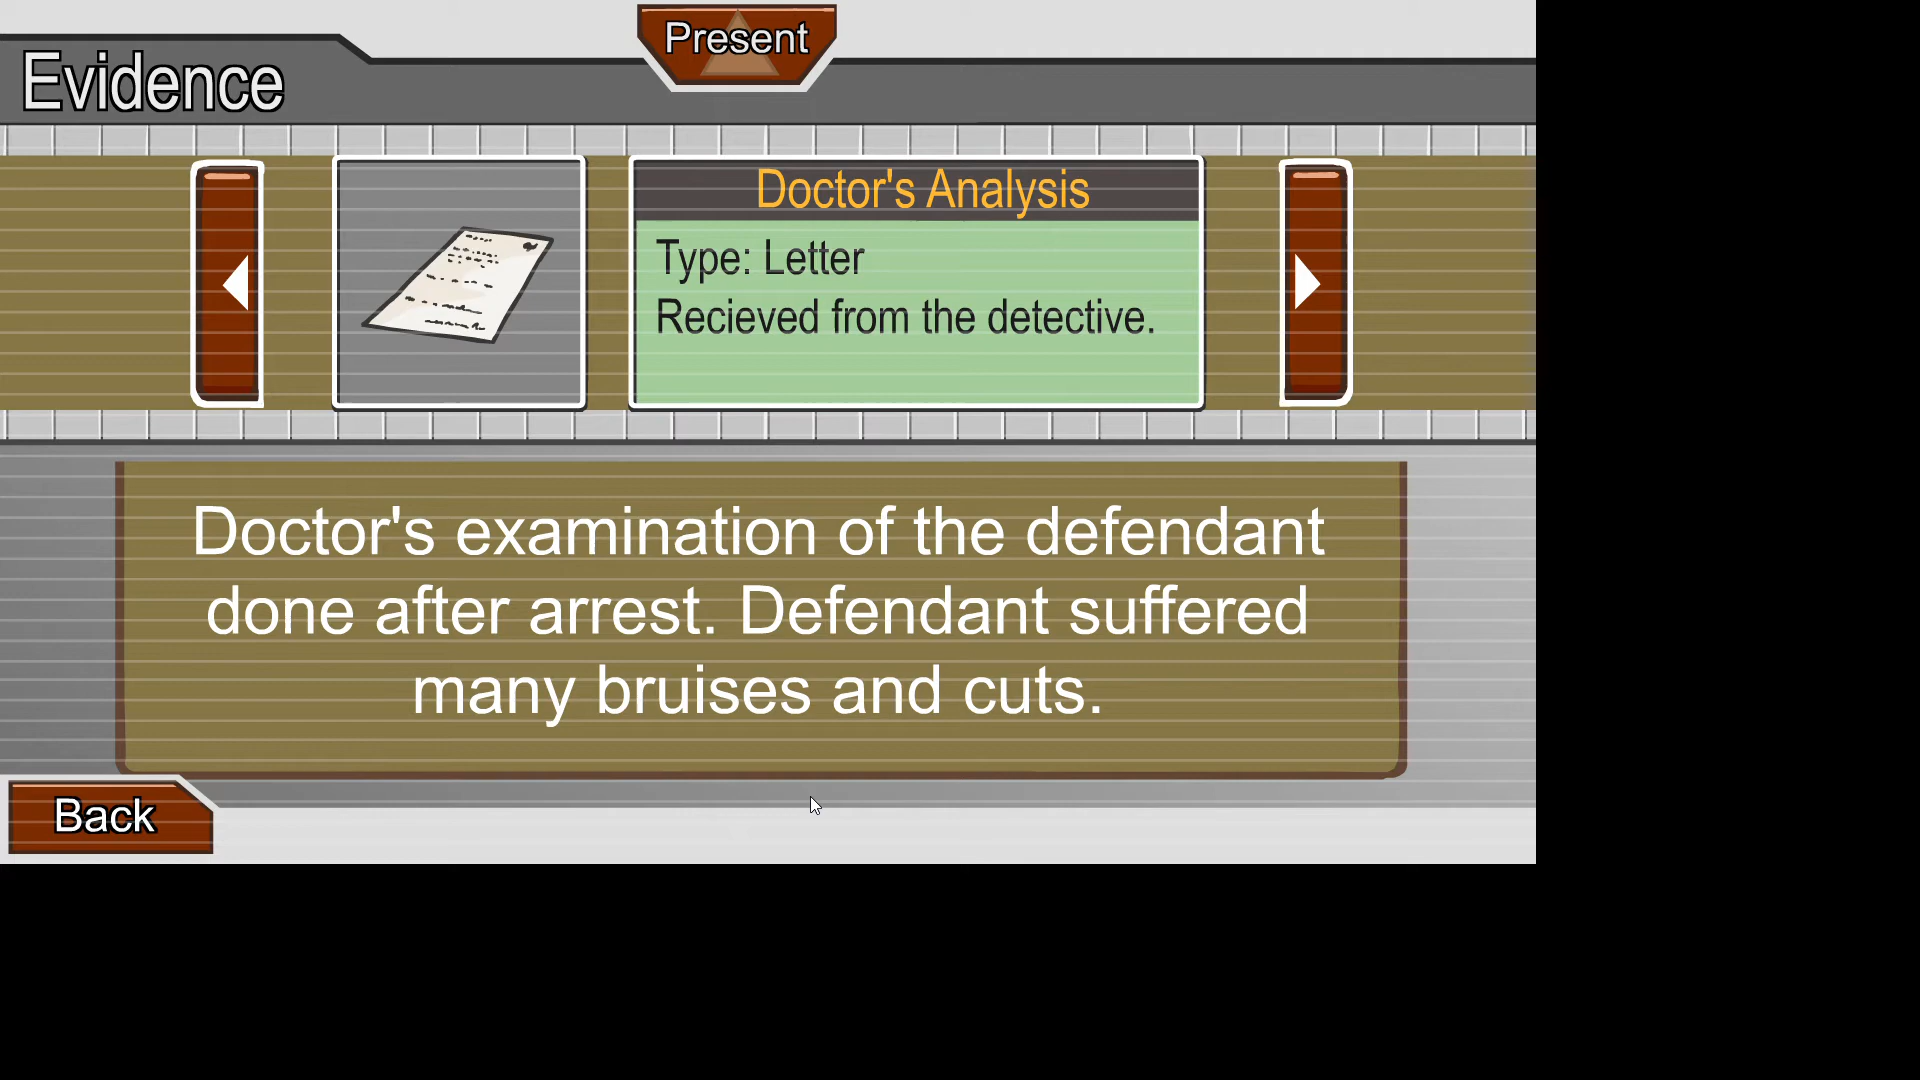 Present
Evidence
Doctor's Analysis
Type: Letter
Recieved from the detective.
Doctor's examination of the defendant
done after arrest. Defendant suffered
many bruises and cuts.
Back